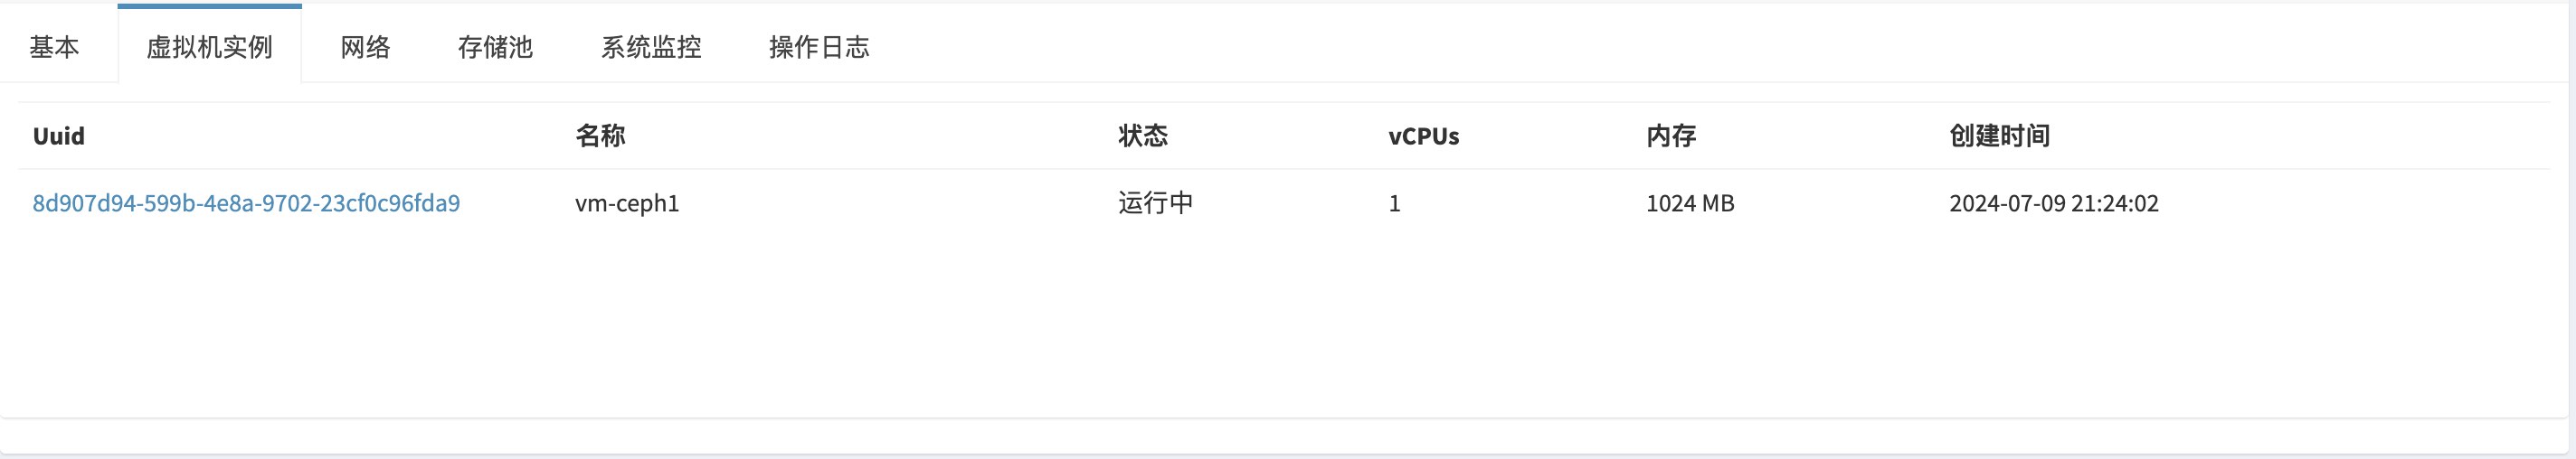 基本 虚拟机实例 网络 存储池 系统监控 操作日志
Uuid 名称 状态 vCPUs 内存 创建时间
8d907d94-599b-4e8a-9702-23cf0c96fda9 vm-ceph1 运行中 1 1024 MB 2024-07-09 21:24:02